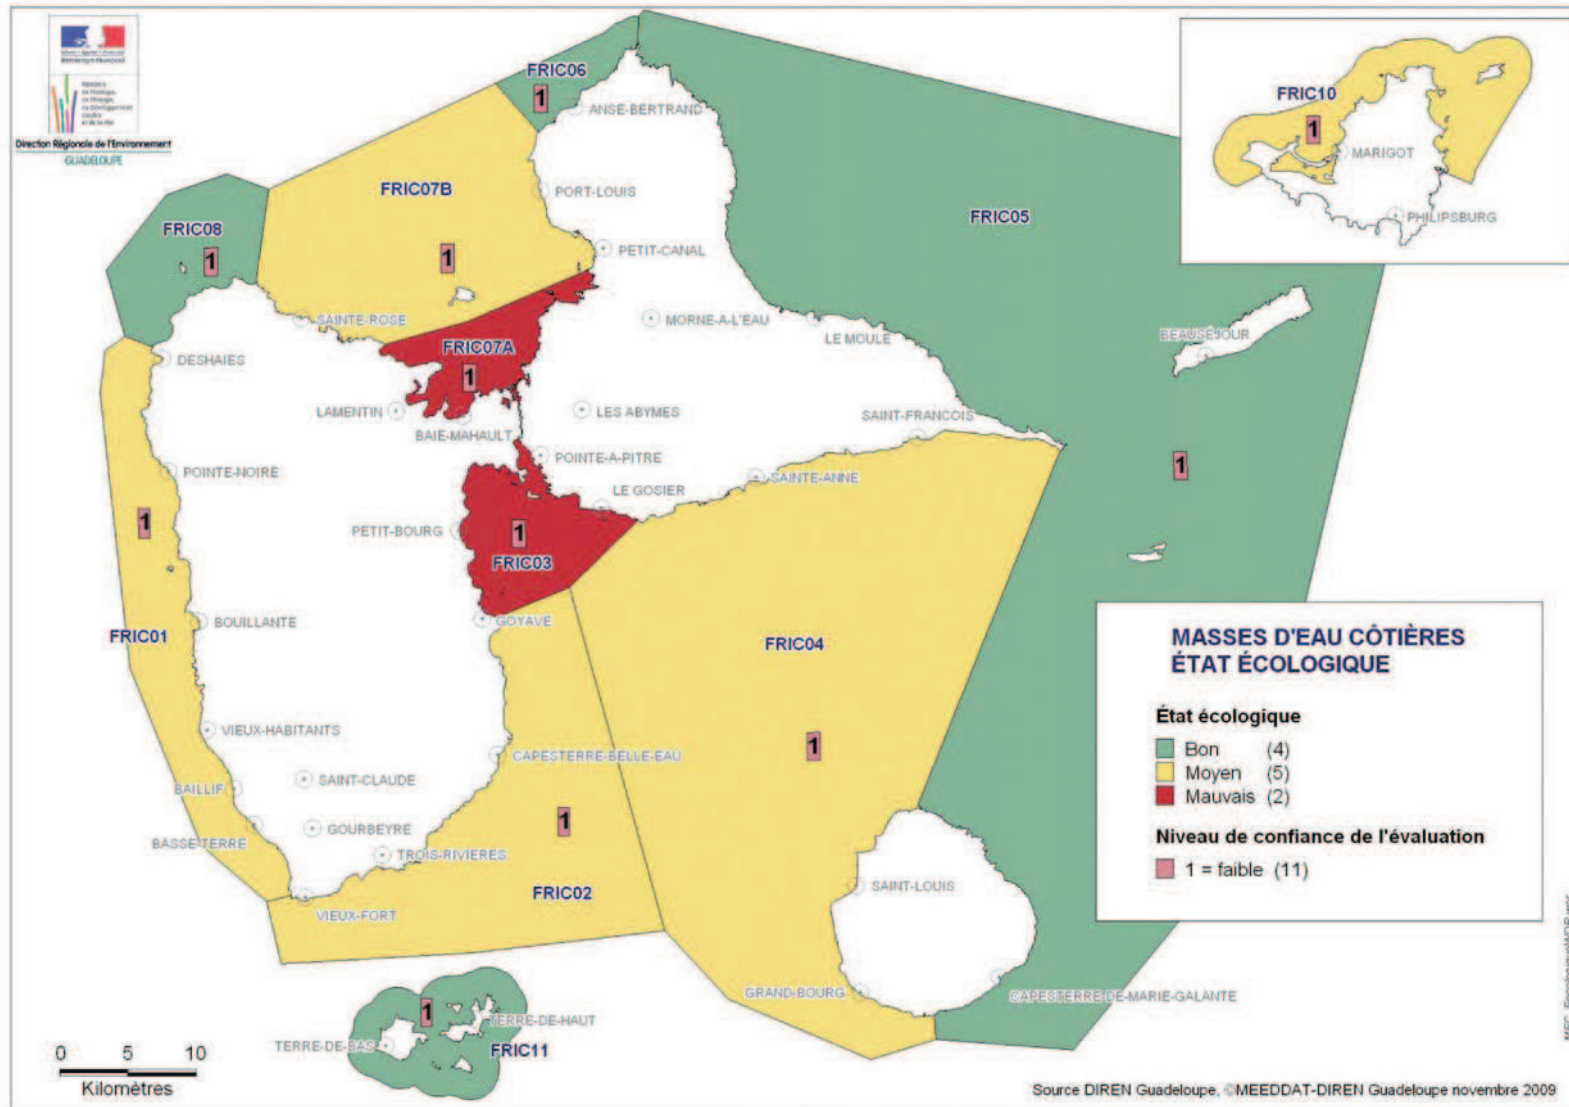 Direction Régionale de l'Environnement
GUADELOUPE
FRIC06
1
ANSE-BERTRAND
FRIC10
1
MARIGOT
PHILIPSBURG
FRIC07B
1
PORT-LOUIS
FRIC05
1
FRIC08
1
PETIT-CANAL
SAINTE-ROSE
MORNE-A-L'EAU
LE MOULE
BEAUSÉJOUR
FRIC07A
1
DESHAIES
LAMENTIN
LES ABYMES
SAINT-FRANCOIS
BAIE-MAHAULT
POINTE-A-PITRE
POINTE-NOIRE
SAINTE-ANNE
LE GOSIER
1
PETIT-BOURG
1
FRIC03
GOYAVE
BOUILLANTE
FRIC01
FRIC04
1
VIEUX-HABITANTS
CAPESTERRE-BELLE-EAU
SAINT-CLAUDE
BAILLIF
1
GOURBEYRE
BASSE-TERRE
TROIS-RIVIERES
FRIC02
VIEUX-FORT
SAINT-LOUIS
GRAND-BOURG
CAPESTERRE-DE-MARIE-GALANTE
1
TERRE-DE-HAUT
TERRE-DE-BAS
FRIC11
MASSES D'EAU CÔTIÈRES
ÉTAT ÉCOLOGIQUE
État écologique
Bon (4)
Moyen (5)
Mauvais (2)
Niveau de confiance de l'évaluation
1 = faible (11)
0 5 10
Kilomètres
Source DIREN Guadeloupe, ©MEEDDAT-DIREN Guadeloupe novembre 2009